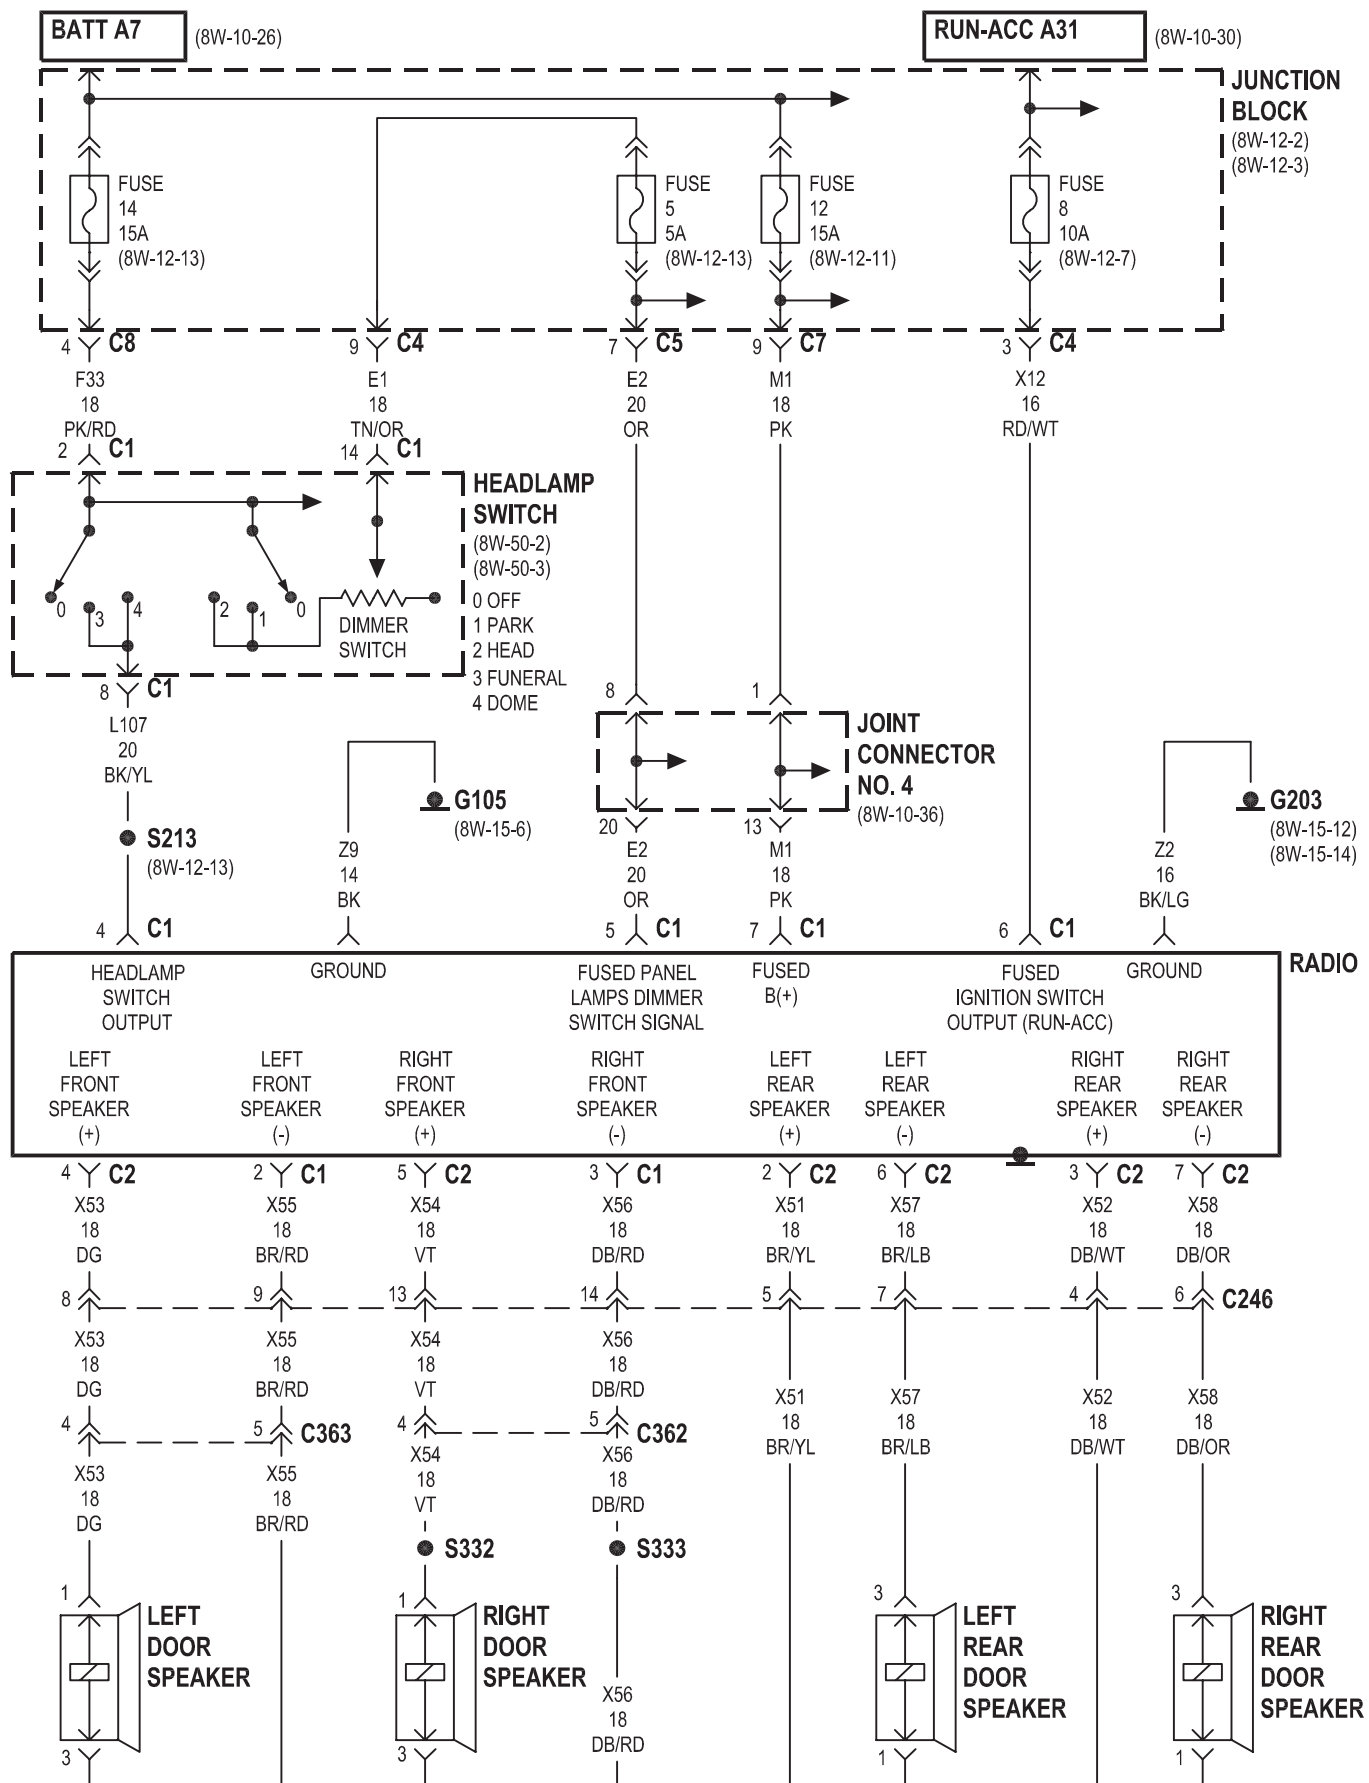 BATT A7
(8W-10-26)
RUN-ACC A31
(8W-10-30)
JUNCTION
BLOCK
(8W-12-2)
(8W-12-3)
FUSE
14
15A
(8W-12-13)
FUSE
5
5A
(8W-12-13)
FUSE
12
15A
(8W-12-11)
FUSE
8
10A
(8W-12-7)
4 C8
9 C4
7 C5
9 C7
3 C4
F33
18
PK/RD
E1
18
TN/OR
E2
20
OR
M1
18
PK
X12
16
RD/WT
2 C1
14 C1
HEADLAMP
SWITCH
(8W-50-2)
(8W-50-3)
0 OFF
1 PARK
2 HEAD
3 FUNERAL
4 DOME
0 3 4 2 1 0
DIMMER
SWITCH
8 C1
L107
20
BK/YL
S213
(8W-12-13)
G105
(8W-15-6)
Z9
14
BK
8 1
JOINT
CONNECTOR
NO. 4
(8W-10-36)
20 13
E2
20
OR
M1
18
PK
G203
(8W-15-12)
(8W-15-14)
Z2
16
BK/LG
4 C1
5 C1
7 C1
6 C1
RADIO
HEADLAMP
SWITCH
OUTPUT
GROUND
FUSED PANEL
LAMPS DIMMER
SWITCH SIGNAL
FUSED
B(+)
FUSED
IGNITION SWITCH
OUTPUT (RUN-ACC)
GROUND
LEFT
FRONT
SPEAKER
(+)
LEFT
FRONT
SPEAKER
(-)
RIGHT
FRONT
SPEAKER
(+)
RIGHT
FRONT
SPEAKER
(-)
LEFT
REAR
SPEAKER
(+)
LEFT
REAR
SPEAKER
(-)
RIGHT
REAR
SPEAKER
(+)
RIGHT
REAR
SPEAKER
(-)
4 C2
2 C1
5 C2
3 C1
2 C2
6 C2
3 C2
7 C2
X53
18
DG
X55
18
BR/RD
X54
18
VT
X56
18
DB/RD
X51
18
BR/YL
X57
18
BR/LB
X52
18
DB/WT
X58
18
DB/OR
8 9 13 14 5 7 4 6 C246
X53
18
DG
X55
18
BR/RD
X54
18
VT
X56
18
DB/RD
X51
18
BR/YL
X57
18
BR/LB
X52
18
DB/WT
X58
18
DB/OR
4 5 C363
4 5 C362
X53
18
DG
X55
18
BR/RD
X54
18
VT
X56
18
DB/RD
S332
S333
1
LEFT
DOOR
SPEAKER
3
1
RIGHT
DOOR
SPEAKER
3
X56
18
DB/RD
3
LEFT
REAR
DOOR
SPEAKER
1
3
RIGHT
REAR
DOOR
SPEAKER
1